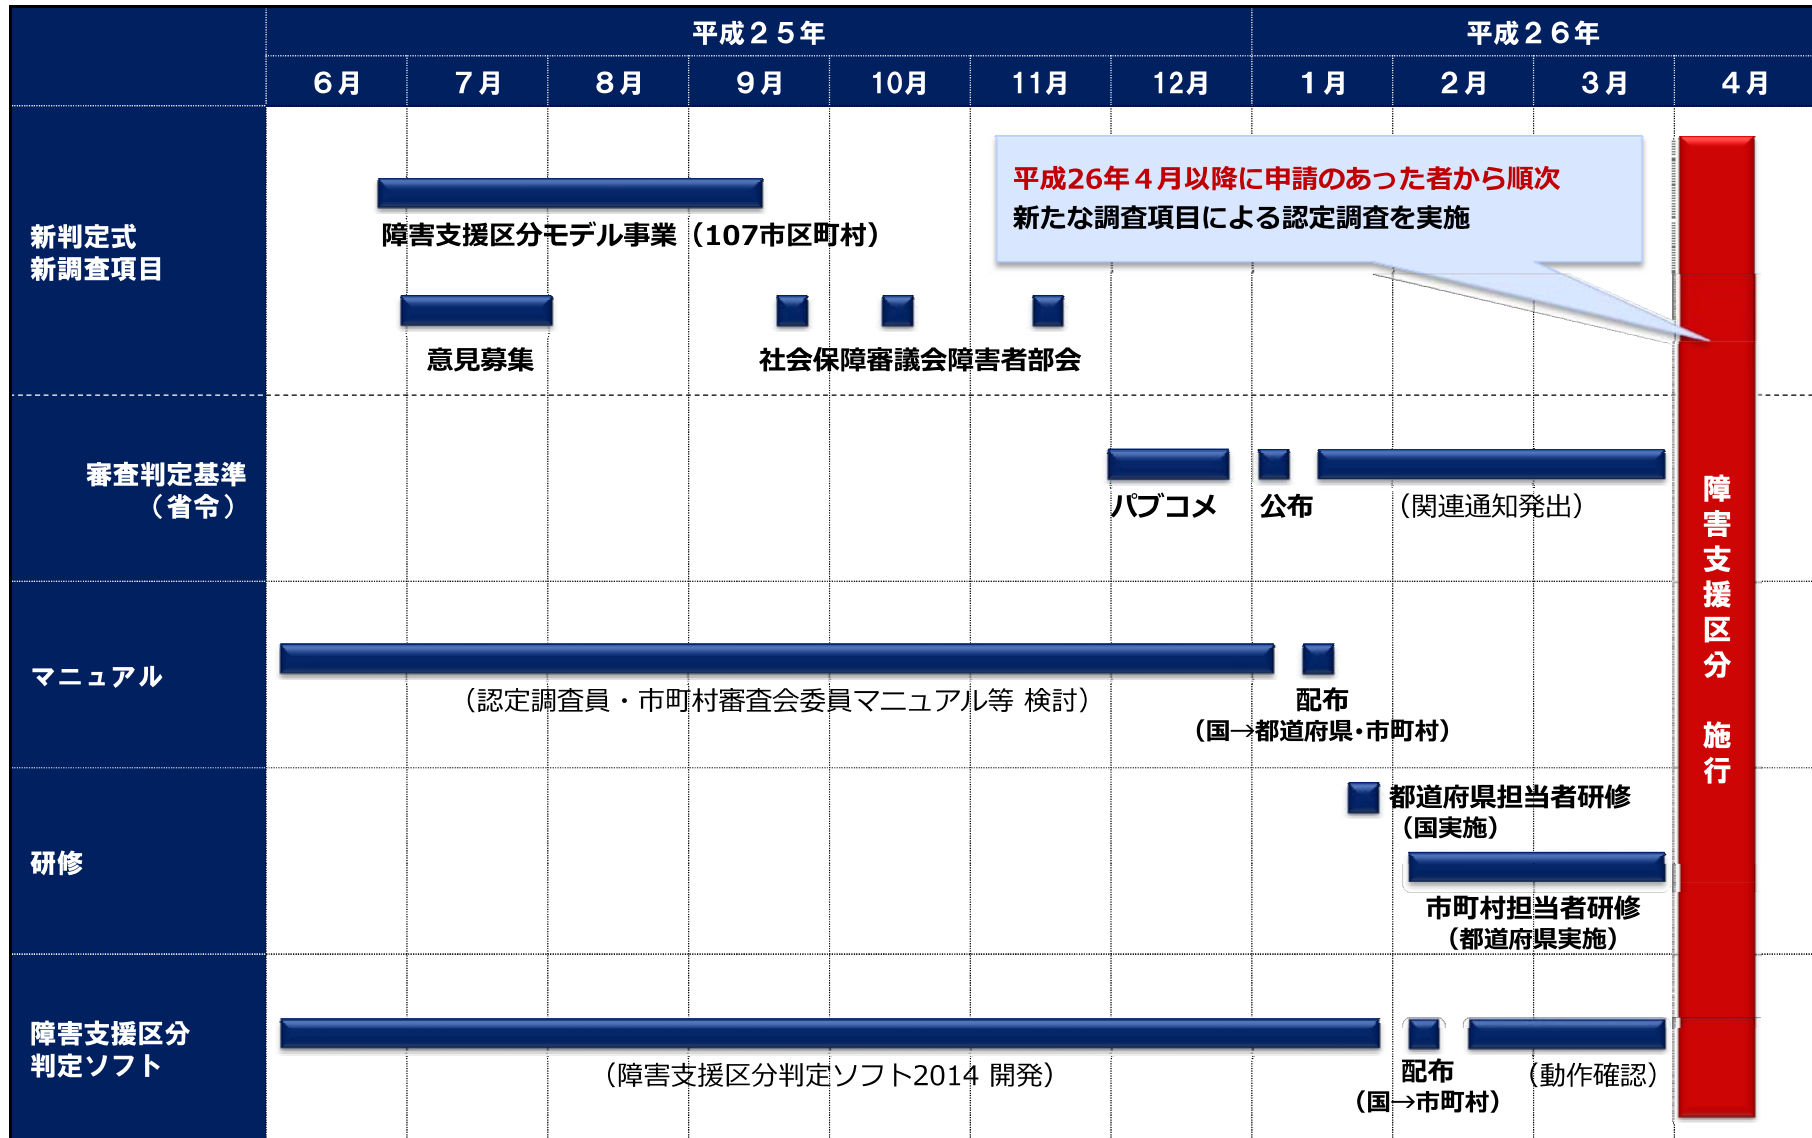 平成２５年
平成２６年
６月
７月
８月
９月
10月
11月
12月
１月
２月
３月
４月
新判定式
新調査項目
障害支援区分モデル事業（107市区町村）
意見募集
社会保障審議会障害者部会
平成26年４月以降に申請のあった者から順次
新たな調査項目による認定調査を実施
審査判定基準
（省令）
パブコメ
公布
（関連通知発出）
マニュアル
（認定調査員・市町村審査会委員マニュアル等 検討）
配布
（国→都道府県・市町村）
研修
都道府県担当者研修
（国実施）
市町村担当者研修
（都道府県実施）
障害支援区分
判定ソフト
（障害支援区分判定ソフト2014 開発）
配布
（国→市町村）
（動作確認）
障害支援区分　施行